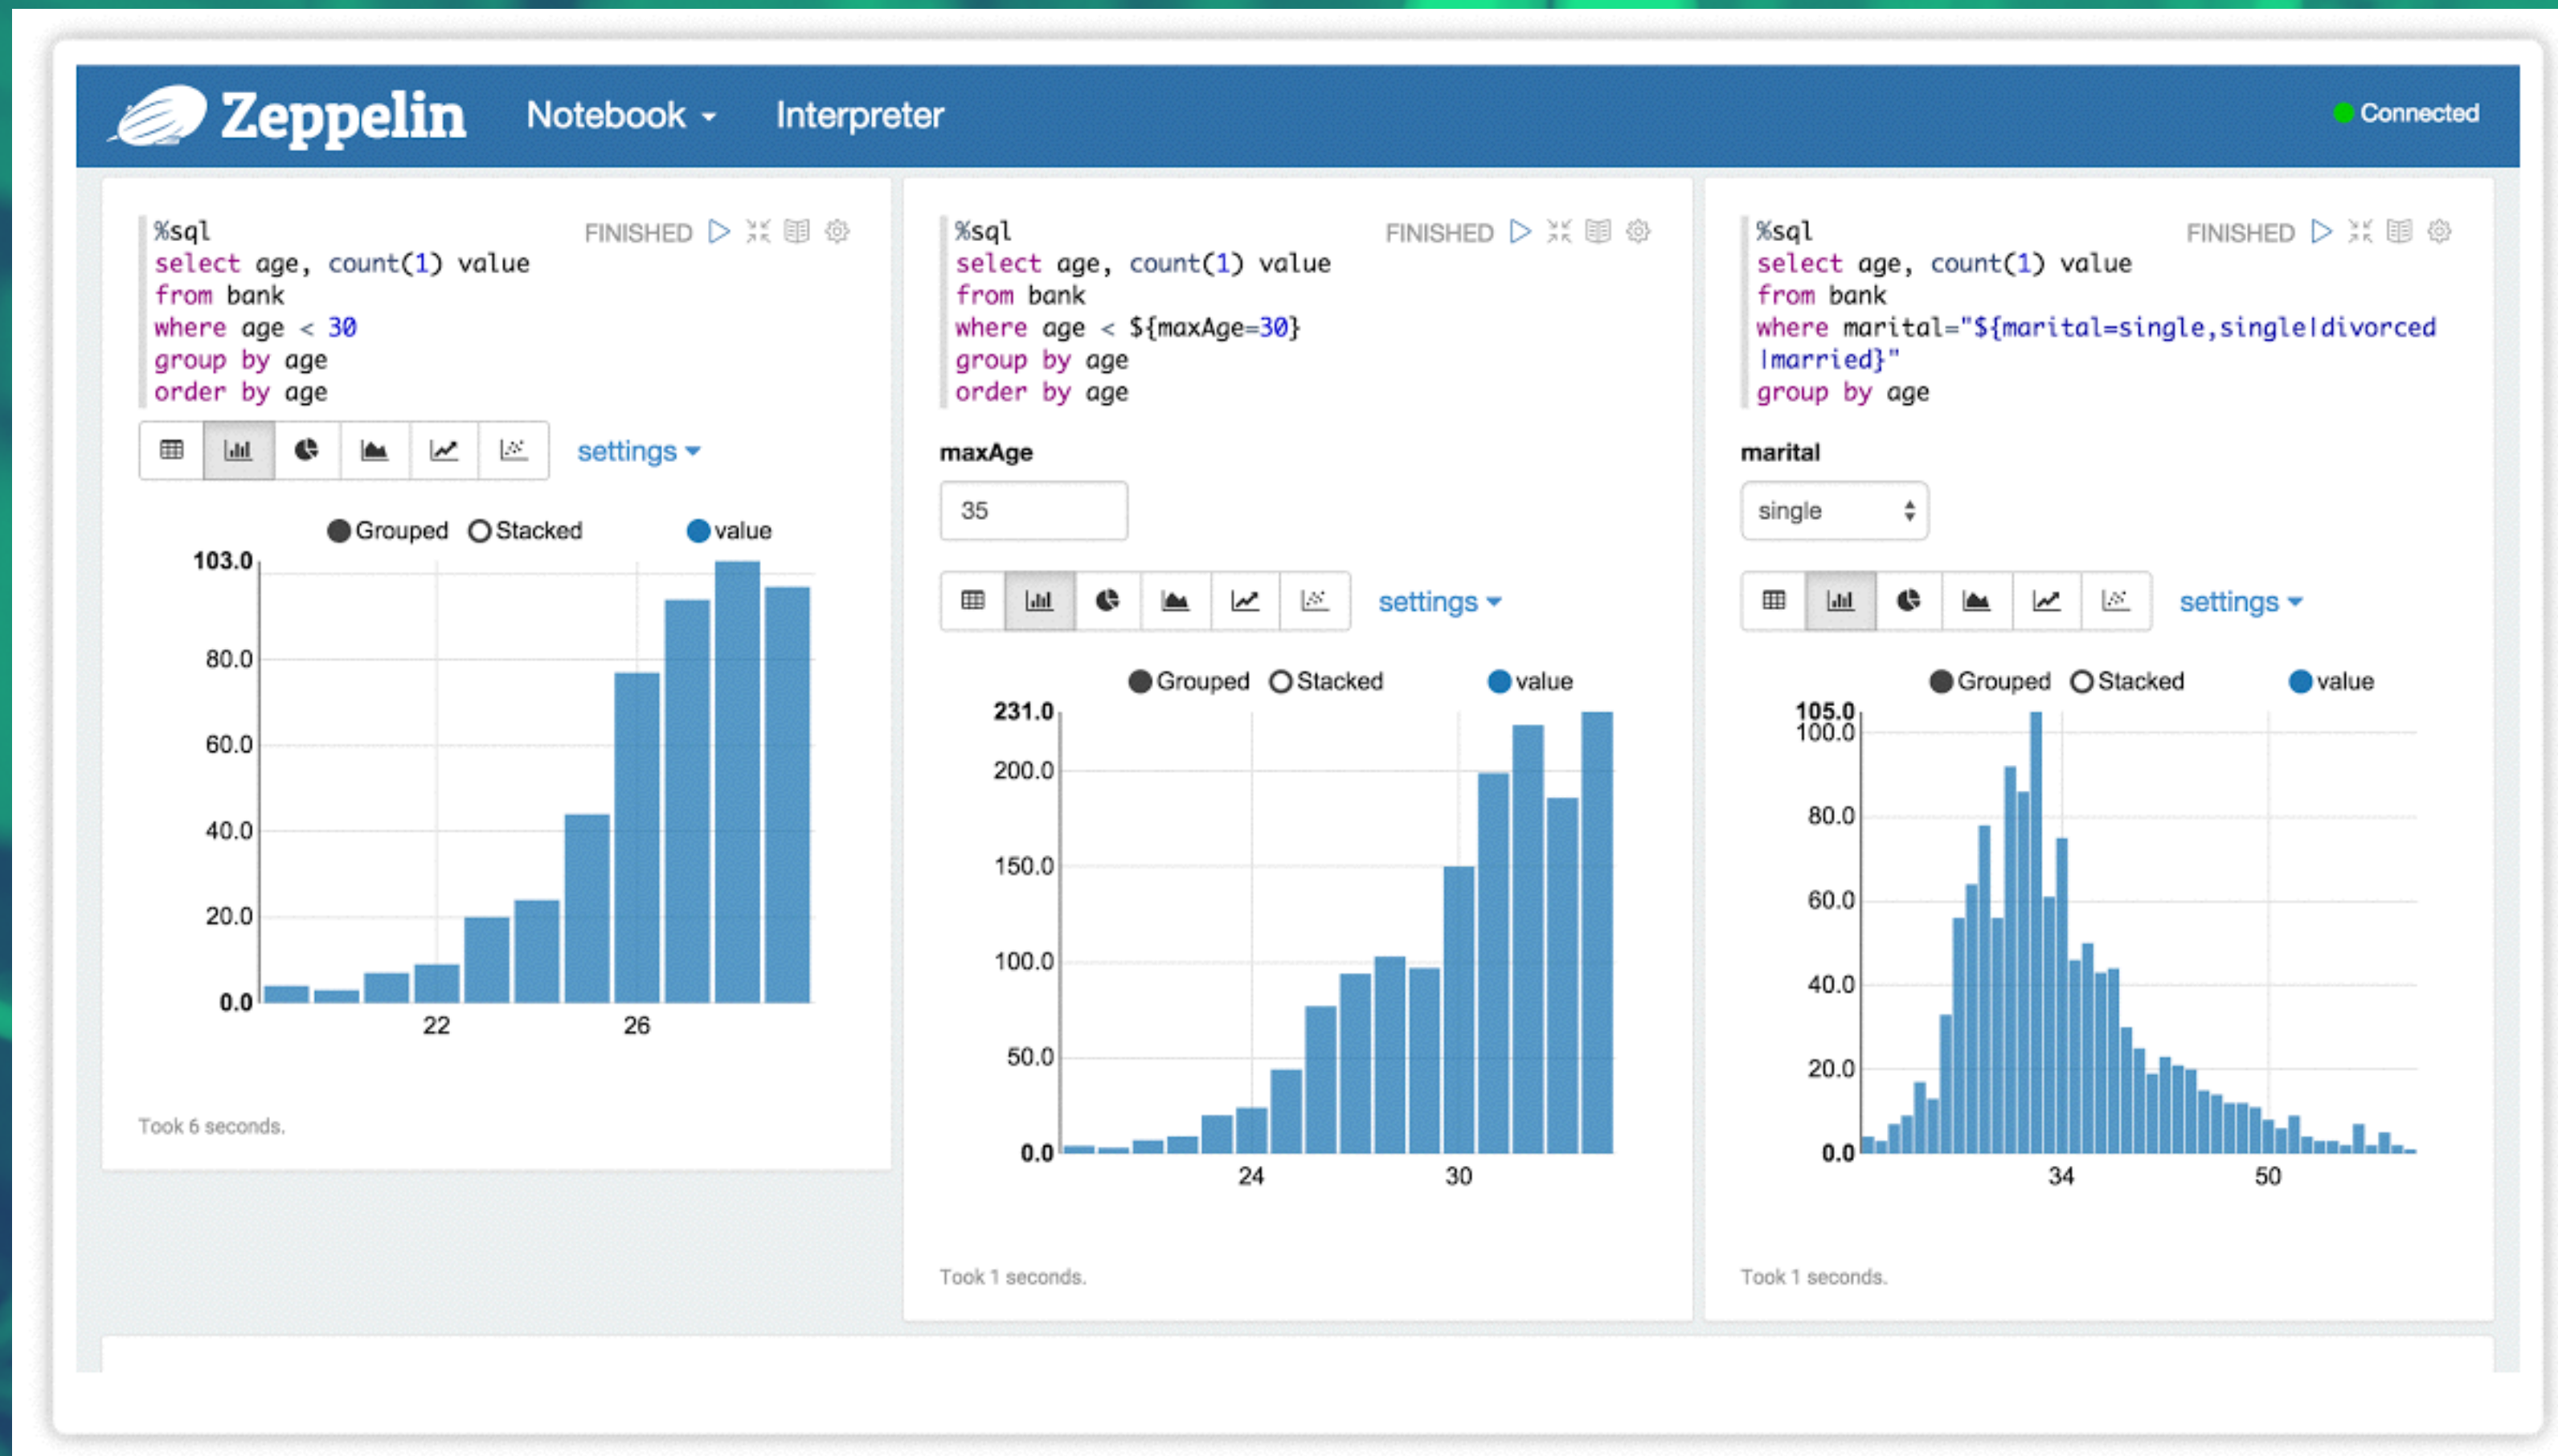 Zeppelin Notebook Interpreter Connected
%sql FINISHED
select age, count(1) value
from bank
where age < 30
group by age
order by age
settings
Grouped Stacked value
103.0
80.0
60.0
40.0
20.0
0.0
22 26
Took 6 seconds.
%sql FINISHED
select age, count(1) value
from bank
where age < ${maxAge=30}
group by age
order by age
maxAge
35
settings
Grouped Stacked value
231.0
200.0
150.0
100.0
50.0
0.0
24 30
Took 1 seconds.
%sql FINISHED
select age, count(1) value
from bank
where marital="${marital=single,single|divorced
|married}"
group by age
marital
single
settings
Grouped Stacked value
105.0
100.0
80.0
60.0
40.0
20.0
0.0
34 50
Took 1 seconds.